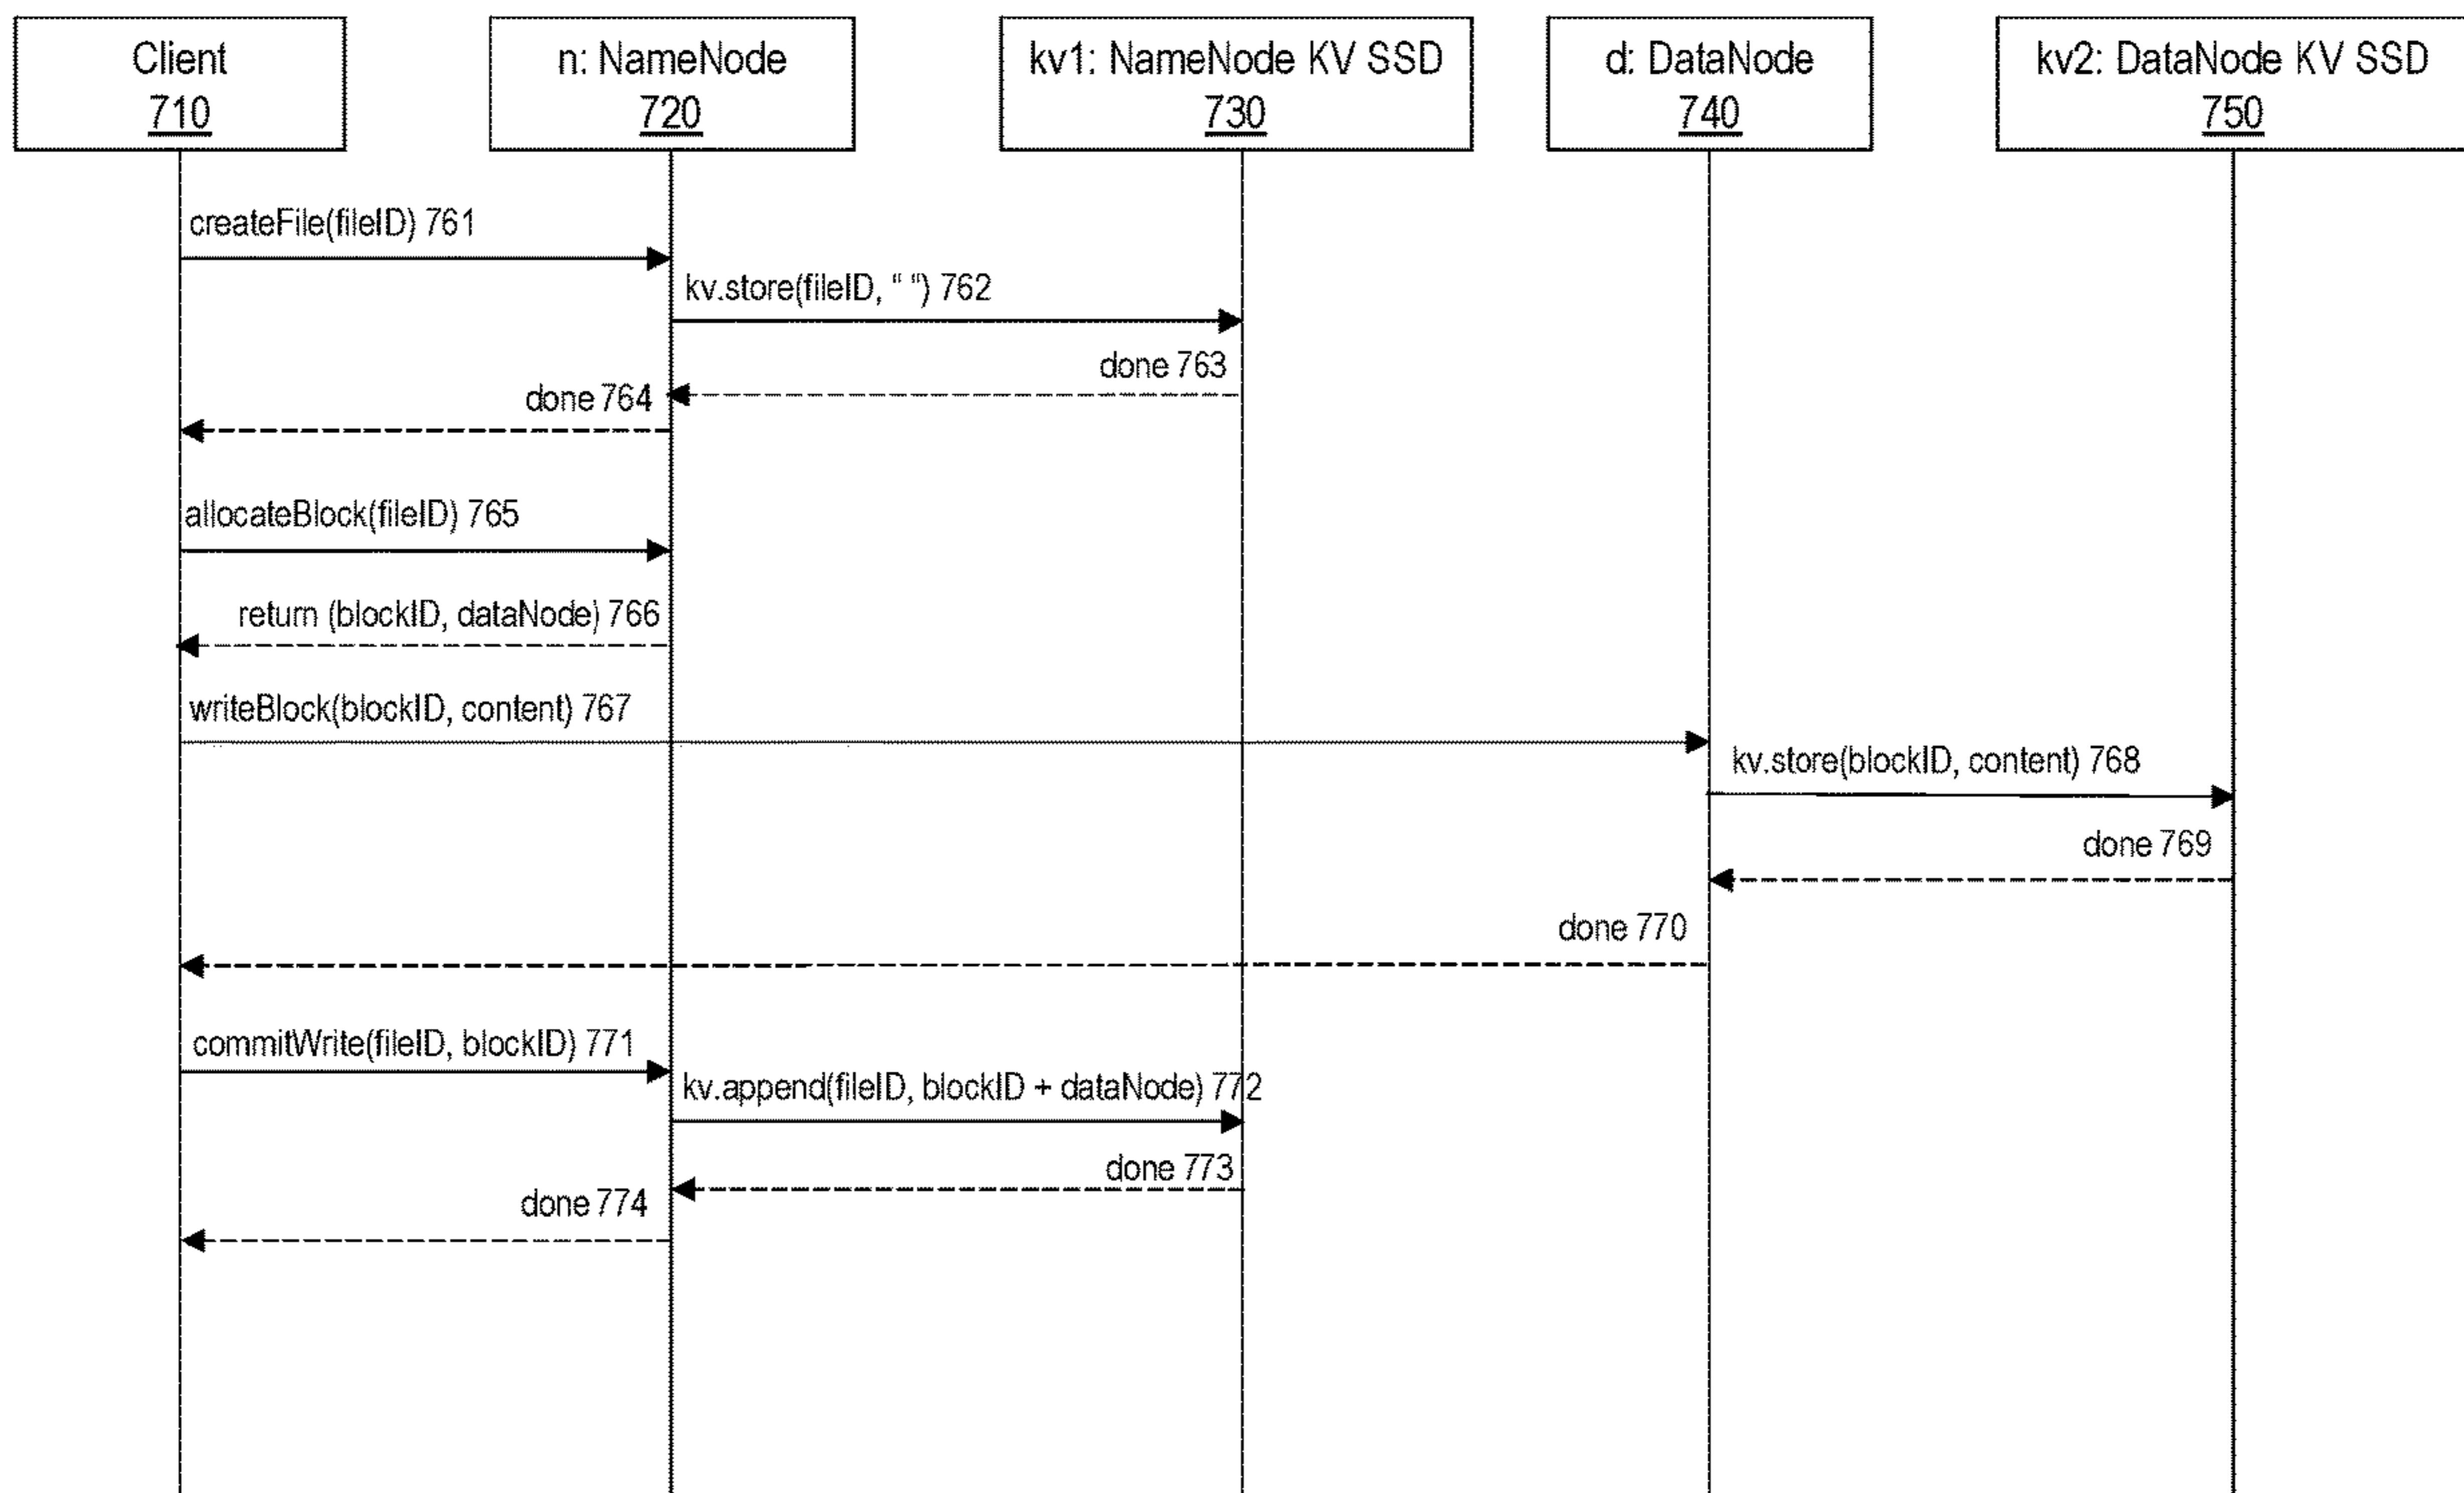 Client
710
n: NameNode
720
kv1: NameNode KV SSD
730
d: DataNode
740
kv2: DataNode KV SSD
750
createFile(fileID) 761
kv.store(fileID, “ “) 762
done 763
done 764
allocateBlock(fileID) 765
return (blockID, dataNode) 766
writeBlock(blockID, content) 767
kv.store(blockID, content) 768
done 769
done 770
commitWrite(fileID, blockID) 771
kv.append(fileID, blockID + dataNode) 772
done 773
done 774